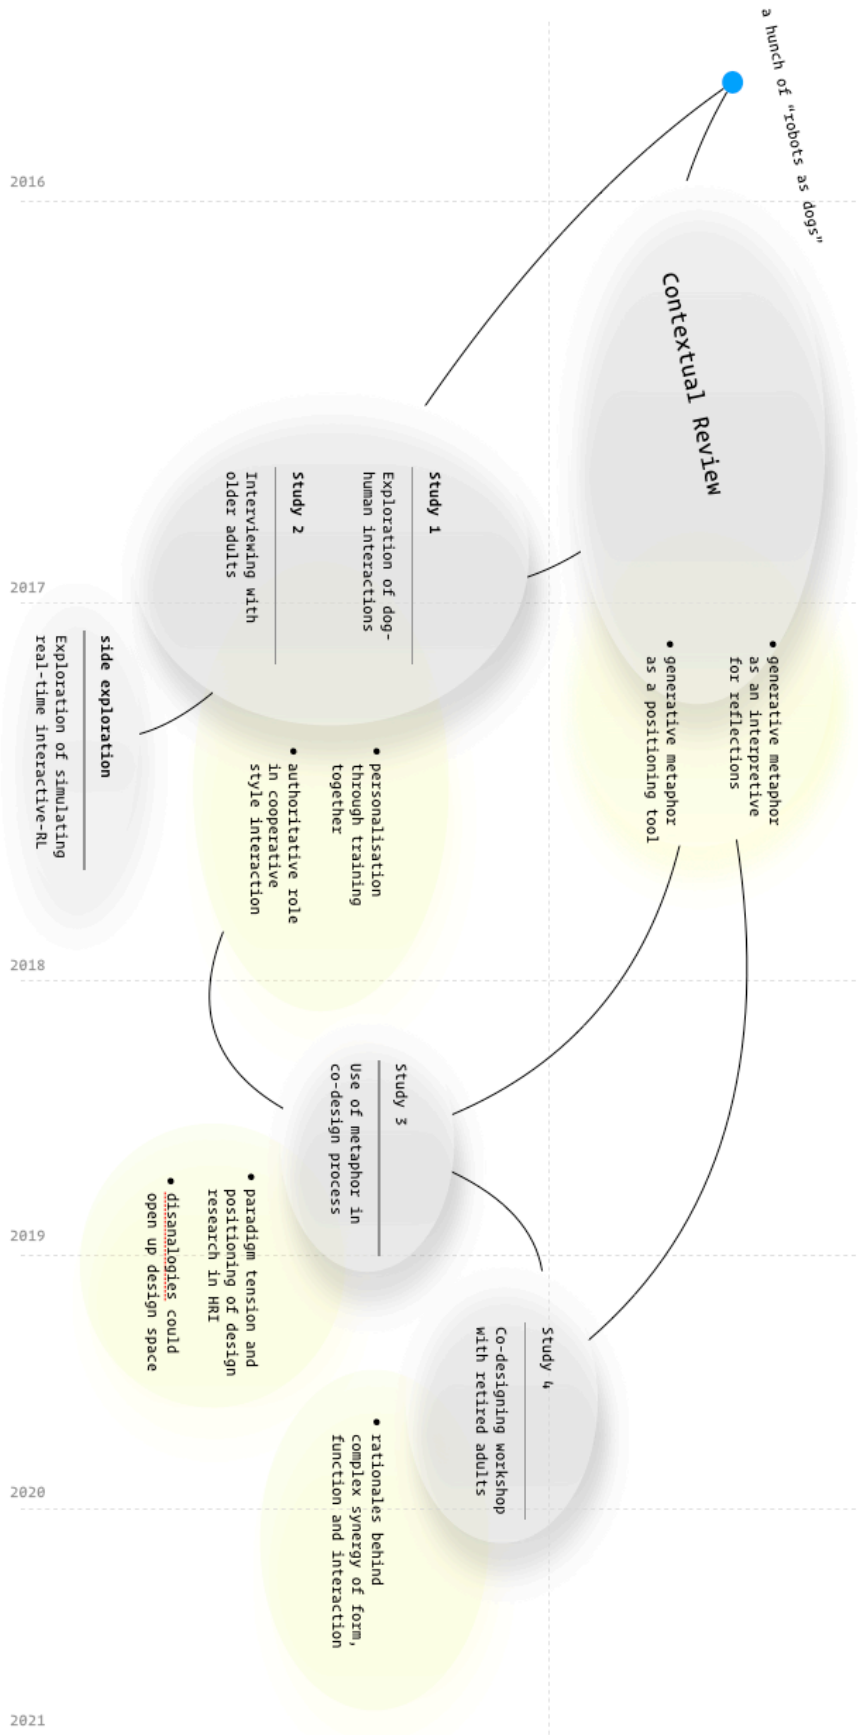 a hunch of “robots as dogs”
2016
Contextual Review
Study 1
Exploration of dog-
human interactions
Study 2
Interviewing with
older adults
2017
side exploration
Exploration of simulating
real-time interactive-RL
• generative metaphor
as an interpretive
for reflections
• generative metaphor
as a positioning tool
• personalisation
through training
together
• authoritative role
in cooperative
style interaction
2018
Study 3
Use of metaphor in
co-design process
• paradigm tension and
positioning of design
research in HRI
• disanalogies could
open up design space
2019
Study 4
Co-designing workshop
with retired adults
• rationales behind
complex synergy of form,
function and interaction
2020
2021